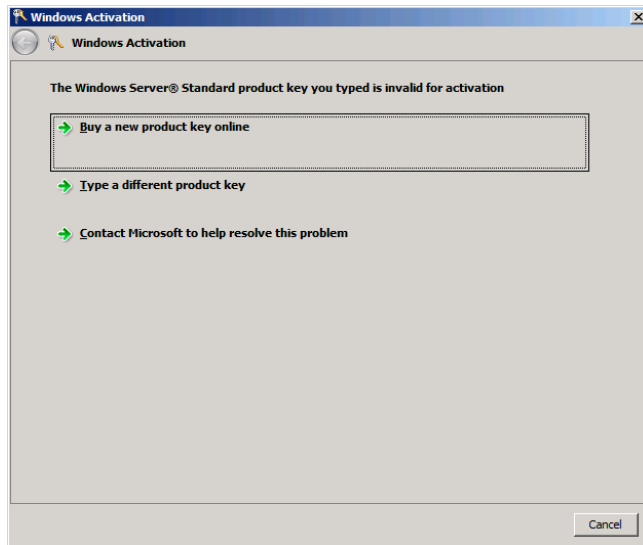 Windows Activation
Windows Activation
The Windows Server® Standard product key you typed is invalid for activation
Buy a new product key online
Type a different product key
Contact Microsoft to help resolve this problem
Cancel